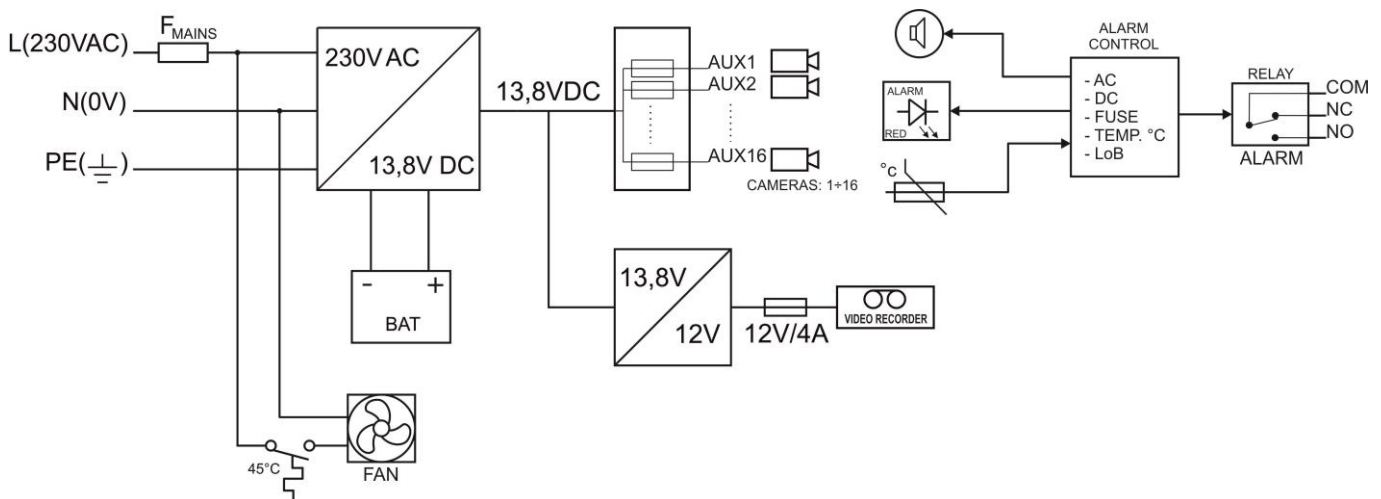 L(230VAC)
F MAINS
N(0V)
PE(⏚)
230V AC
13,8V DC
- +
BAT
45°C
FAN
13,8VDC
AUX1
AUX2
AUX16
CAMERAS: 1÷16
13,8V
12V
12V/4A
VIDEO RECORDER
ALARM
RED
°c
ALARM
CONTROL
- AC
- DC
- FUSE
- TEMP. °C
- LoB
RELAY
COM
NC
NO
ALARM